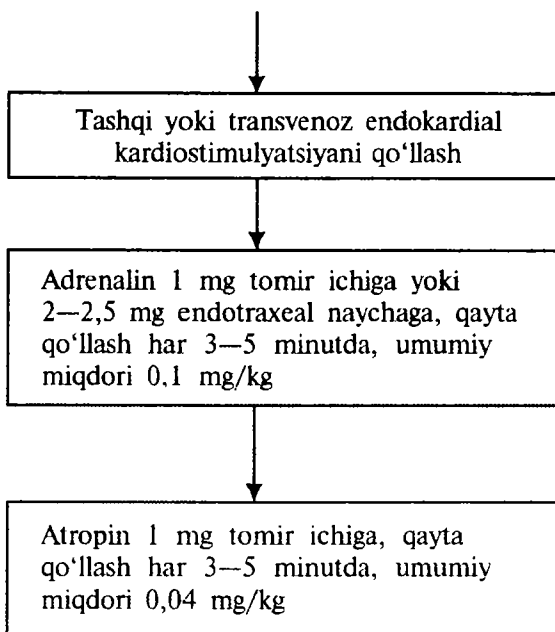 Tashqi yoki transvenoz endokardial
kardiostimulyatsiyani qo‘llash
Adrenalin 1 mg tomir ichiga yoki
2—2,5 mg endotraxeal naychaga, qayta
qo‘llash har 3—5 minutda, umumiy
miqdori 0,1 mg/kg
Atropin 1 mg tomir ichiga, qayta
qo‘llash har 3—5 minutda, umumiy
miqdori 0,04 mg/kg